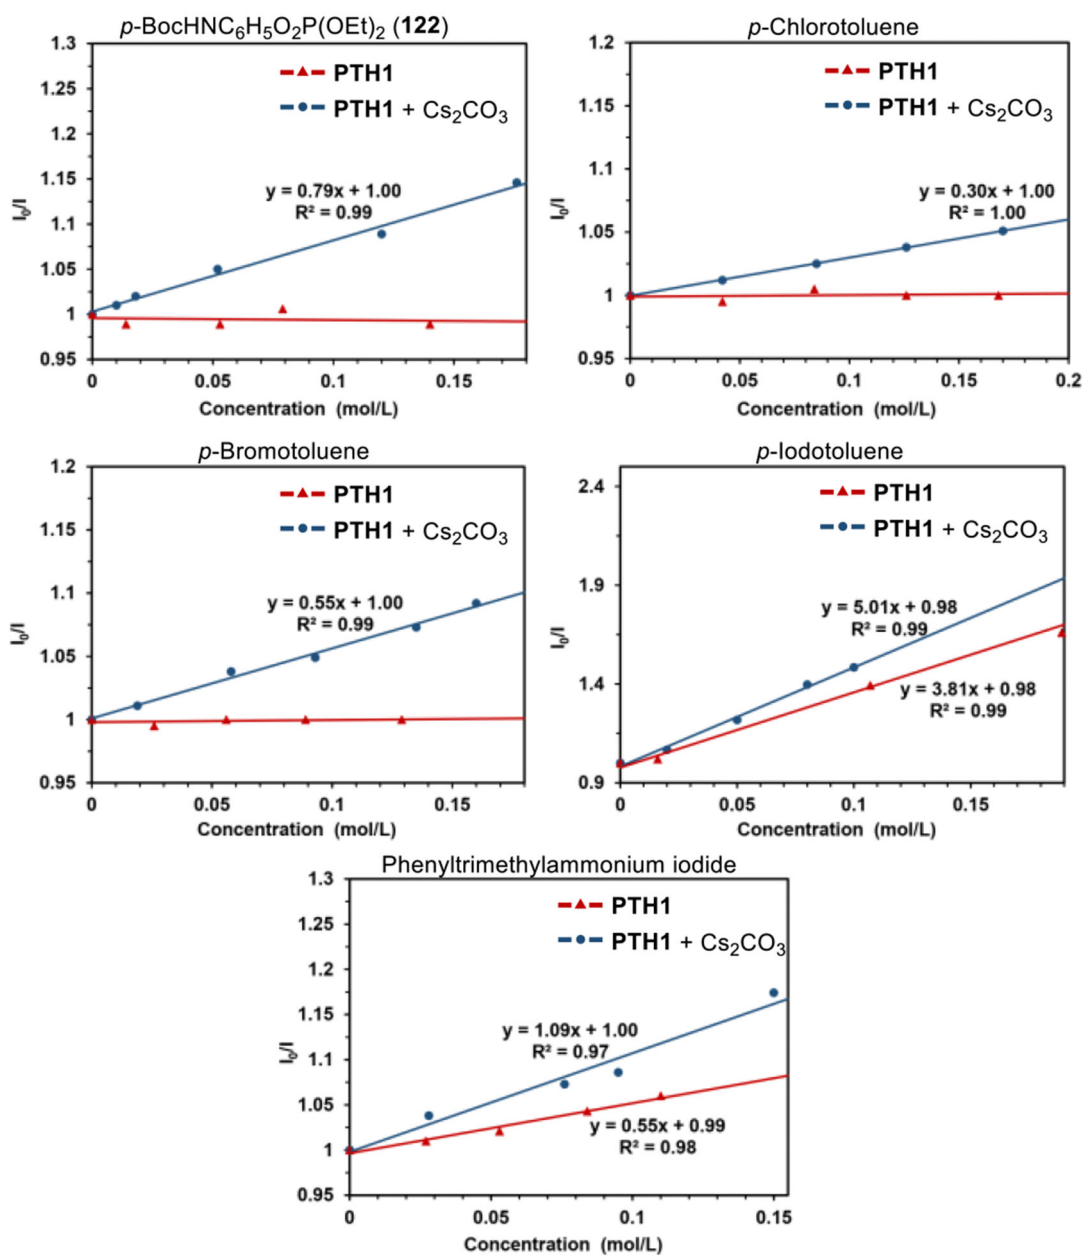 p-BocHNC₆H₅O₂P(OEt)₂ (122)
1.3
1.25
1.2
1.15
1.1
1.05
1
0.95
I₀/I
PTH1
PTH1 + Cs₂CO₃
y = 0.79x + 1.00
R² = 0.99
0
0.05
0.1
0.15
Concentration (mol/L)
p-Chlorotoluene
1.2
1.15
1.1
1.05
1
0.95
I₀/I
PTH1
PTH1 + Cs₂CO₃
y = 0.30x + 1.00
R² = 1.00
0
0.05
0.1
0.15
0.2
Concentration (mol/L)
p-Bromotoluene
1.2
1.15
1.1
1.05
1
0.95
I₀/I
PTH1
PTH1 + Cs₂CO₃
y = 0.55x + 1.00
R² = 0.99
0
0.05
0.1
0.15
Concentration (mol/L)
p-Iodotoluene
2.4
1.9
1.4
0.9
I₀/I
PTH1
PTH1 + Cs₂CO₃
y = 5.01x + 0.98
R² = 0.99
y = 3.81x + 0.98
R² = 0.99
0
0.05
0.1
0.15
Concentration (mol/L)
Phenyltrimethylammonium iodide
1.3
1.25
1.2
1.15
1.1
1.05
1
0.95
I₀/I
PTH1
PTH1 + Cs₂CO₃
y = 1.09x + 1.00
R² = 0.97
y = 0.55x + 0.99
R² = 0.98
0
0.05
0.1
0.15
Concentration (mol/L)